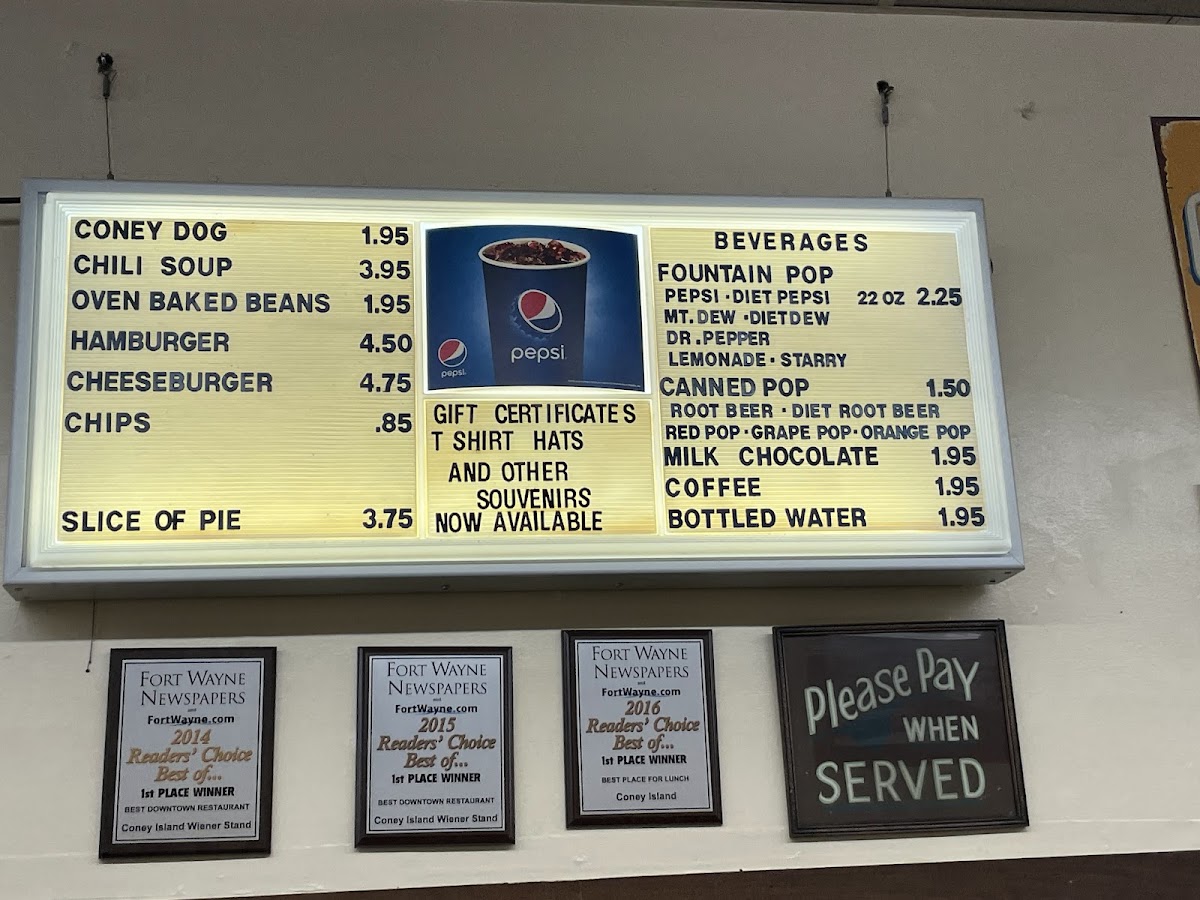 CONEY DOG 1.95
CHILI SOUP 3.95
OVEN BAKED BEANS 1.95
HAMBURGER 4.50
CHEESEBURGER 4.75
CHIPS .85
SLICE OF PIE 3.75
pepsi
pepsi
GIFT CERTIFICATES
T SHIRT HATS
AND OTHER
SOUVENIRS
NOW AVAILABLE
BEVERAGES
FOUNTAIN POP
PEPSI · DIET PEPSI 22 OZ 2.25
MT. DEW · DIET DEW
DR. PEPPER
LEMONADE · STARRY
CANNED POP 1.50
ROOT BEER · DIET ROOT BEER
RED POP · GRAPE POP · ORANGE POP
MILK CHOCOLATE 1.95
COFFEE 1.95
BOTTLED WATER 1.95
FORT WAYNE
NEWSPAPERS
and
FortWayne.com
2014
Readers' Choice
Best of...
1st PLACE WINNER
BEST DOWNTOWN RESTAURANT
Coney Island Wiener Stand
FORT WAYNE
NEWSPAPERS
and
FortWayne.com
2015
Readers' Choice
Best of...
1st PLACE WINNER
BEST DOWNTOWN RESTAURANT
Coney Island Wiener Stand
FORT WAYNE
NEWSPAPERS
and
FortWayne.com
2016
Readers' Choice
Best of...
1st PLACE WINNER
BEST PLACE FOR LUNCH
Coney Island
Please Pay
WHEN
SERVED